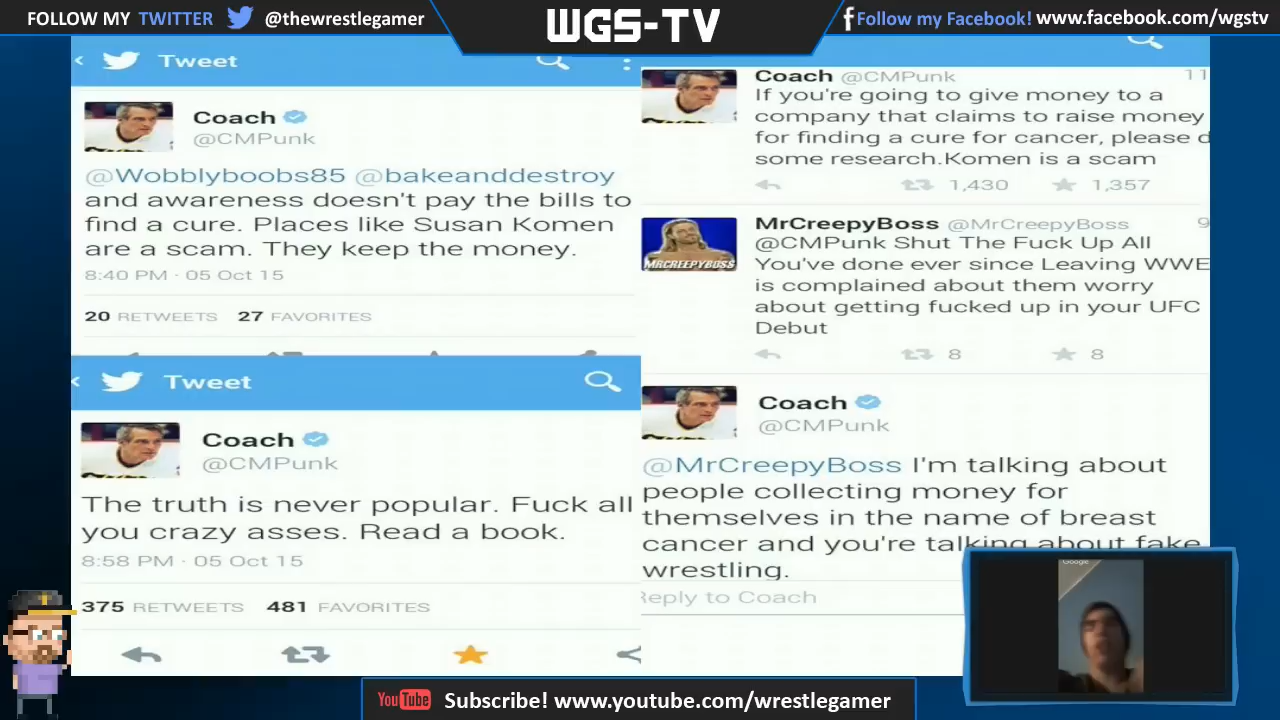 FOLLOW MY TWITTER @thewrestlegamer
WGS-TV
Follow my Facebook! www.facebook.com/wgstv
Tweet
Coach
@CMPunk
@Wobblyboobs85 @bakeanddestroy
and awareness doesn't pay the bills to
find a cure. Places like Susan Komen
are a scam. They keep the money.
8:40 PM · 05 Oct 15
20 RETWEETS 27 FAVORITES
Tweet
Coach
@CMPunk
The truth is never popular. Fuck all
you crazy asses. Read a book.
8:58 PM · 05 Oct 15
375 RETWEETS 481 FAVORITES
Coach @CMPunk 11
If you're going to give money to a
company that claims to raise money
for finding a cure for cancer, please d
some research.Komen is a scam
1,430 1,357
MrCreepyBoss @MrCreepyBoss 9
MRCREEPYBOSS
@CMPunk Shut The Fuck Up All
You've done ever since Leaving WWE
is complained about them worry
about getting fucked up in your UFC
Debut
8 8
Coach
@CMPunk
@MrCreepyBoss I'm talking about
people collecting money for
themselves in the name of breast
cancer and you're talking about fake
wrestling.
Reply to Coach
Google
YouTube Subscribe! www.youtube.com/wrestlegamer